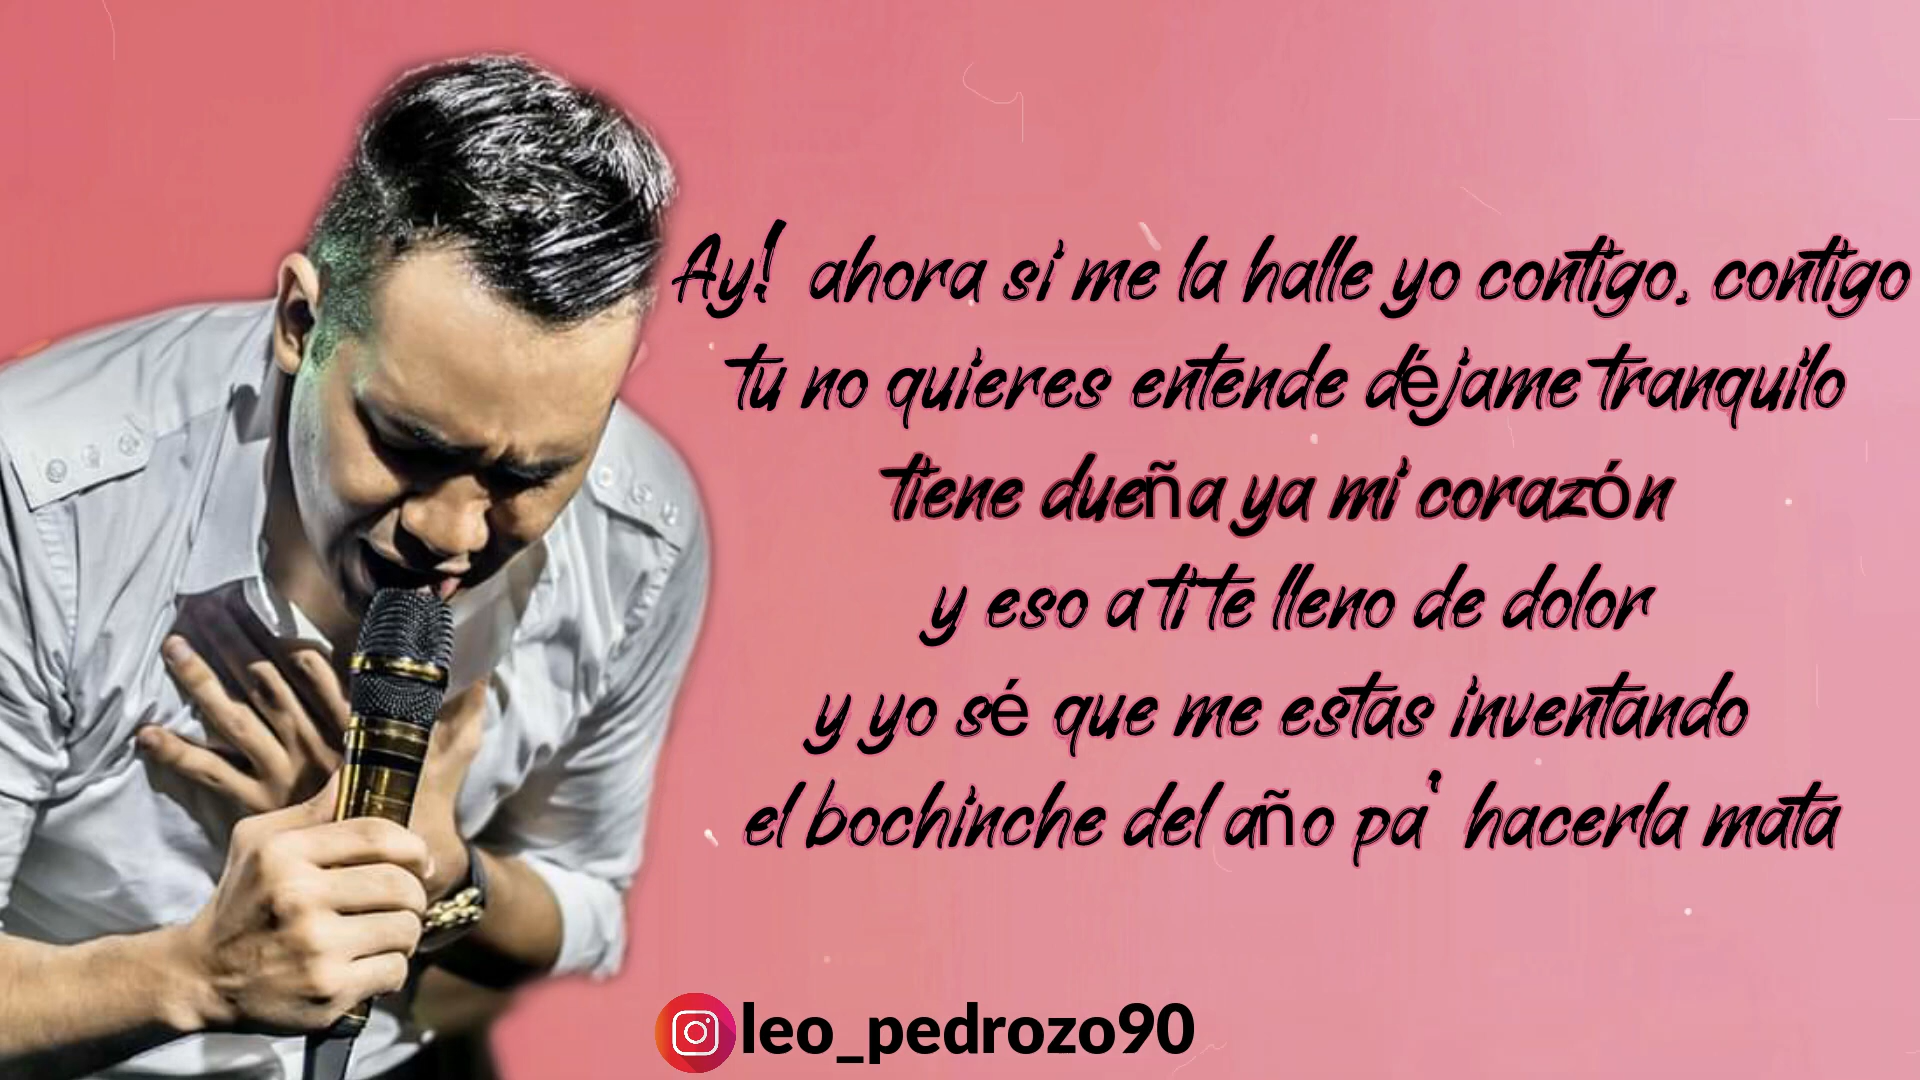 Ay! ahora si me la halle yo contigo, contigo
tu no quieres entende déjame tranquilo
tiene dueña ya mi corazón
y eso a ti te lleno de dolor
y yo sé que me estas inventando
el bochinche del año pa' hacerla mata
leo_pedrozo90